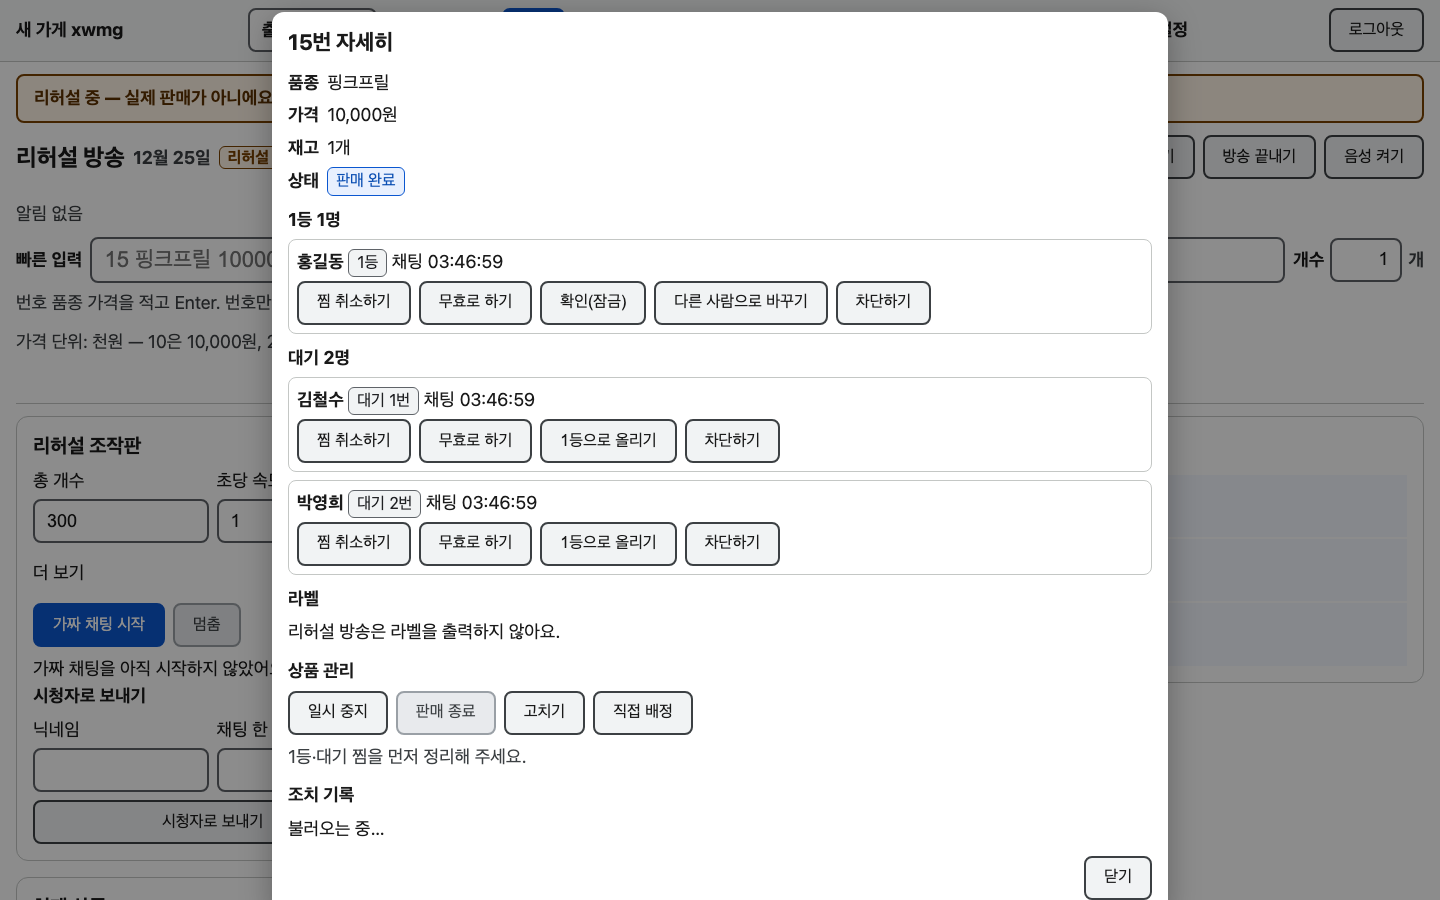 새 가게 xwmg
로그아웃
리허설 중 — 실제 판매가 아니에요
리허설 방송 12월 25일 리허설
방송 끝내기 음성 켜기
알림 없음
빠른 입력 15 핑크프릴 10000 개수 1 개
번호 품종 가격을 적고 Enter. 번호만
가격 단위: 천원 — 10은 10,000원, 2
리허설 조작판
총 개수 초당 속도
300 1
더 보기
가짜 채팅 시작 멈춤
가짜 채팅을 아직 시작하지 않았어요
시청자로 보내기
닉네임 채팅 한
시청자로 보내기
15번 자세히
품종 핑크프릴
가격 10,000원
재고 1개
상태 판매 완료
1등 1명
홍길동 1등 채팅 03:46:59
찜 취소하기 무효로 하기 확인(잠금) 다른 사람으로 바꾸기 차단하기
대기 2명
김철수 대기 1번 채팅 03:46:59
찜 취소하기 무효로 하기 1등으로 올리기 차단하기
박영희 대기 2번 채팅 03:46:59
찜 취소하기 무효로 하기 1등으로 올리기 차단하기
라벨
리허설 방송은 라벨을 출력하지 않아요.
상품 관리
일시 중지 판매 종료 고치기 직접 배정
1등·대기 찜을 먼저 정리해 주세요.
조치 기록
불러오는 중...
닫기